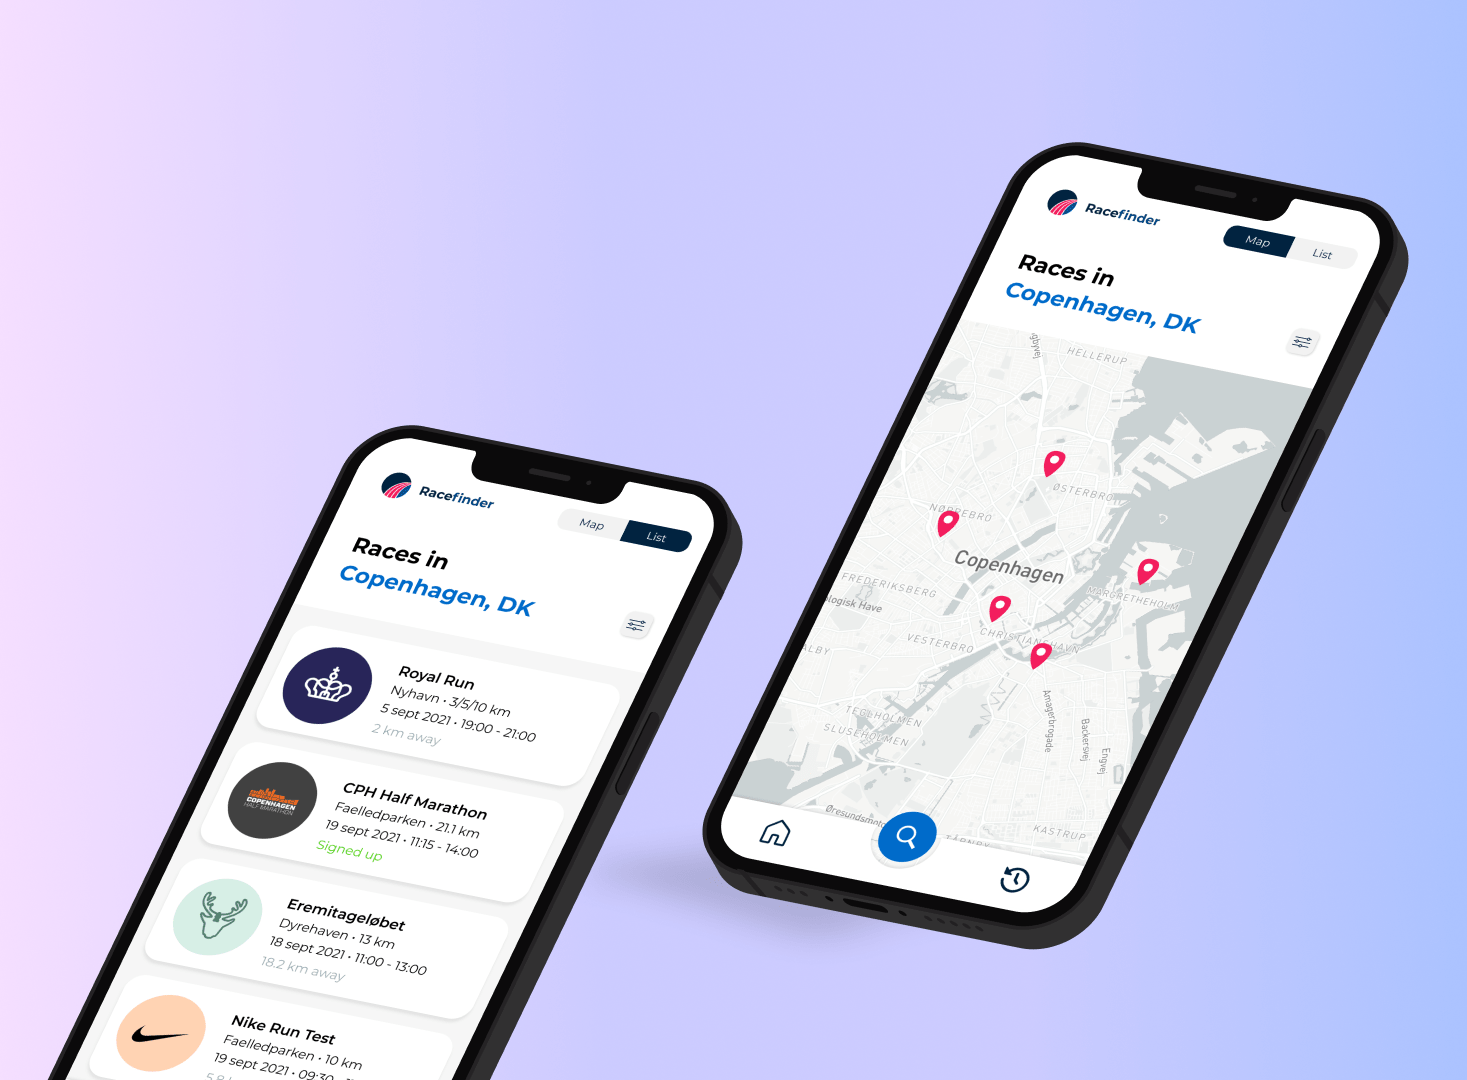 Racefinder
Map
List
Races in
Copenhagen, DK
Royal Run
Nyhavn • 3/5/10 km
5 sept 2021 • 19:00 - 21:00
2 km away
COPENHAGEN
HALF MARATHON
CPH Half Marathon
Faelledparken • 21.1 km
19 sept 2021 • 11:15 - 14:00
Signed up
Eremitageløbet
Dyrehaven • 13 km
18 sept 2021 • 11:00 - 13:00
18.2 km away
Nike Run Test
Faelledparken • 10 km
19 sept 2021 • 09:30 -
Racefinder
Map
List
Races in
Copenhagen, DK
HELLERUP
ØSTERBRO
NØRREBRO
Copenhagen
FREDERIKSBERG
MARGRETHEHOLM
logisk Have
CHRISTIANSHAVN
VESTERBRO
ALBY
Amagerbrogade
TEGLHOLMEN
Backersvej
SLUSEHOLMEN
Engvej
KASTRUP
TÅRNBY